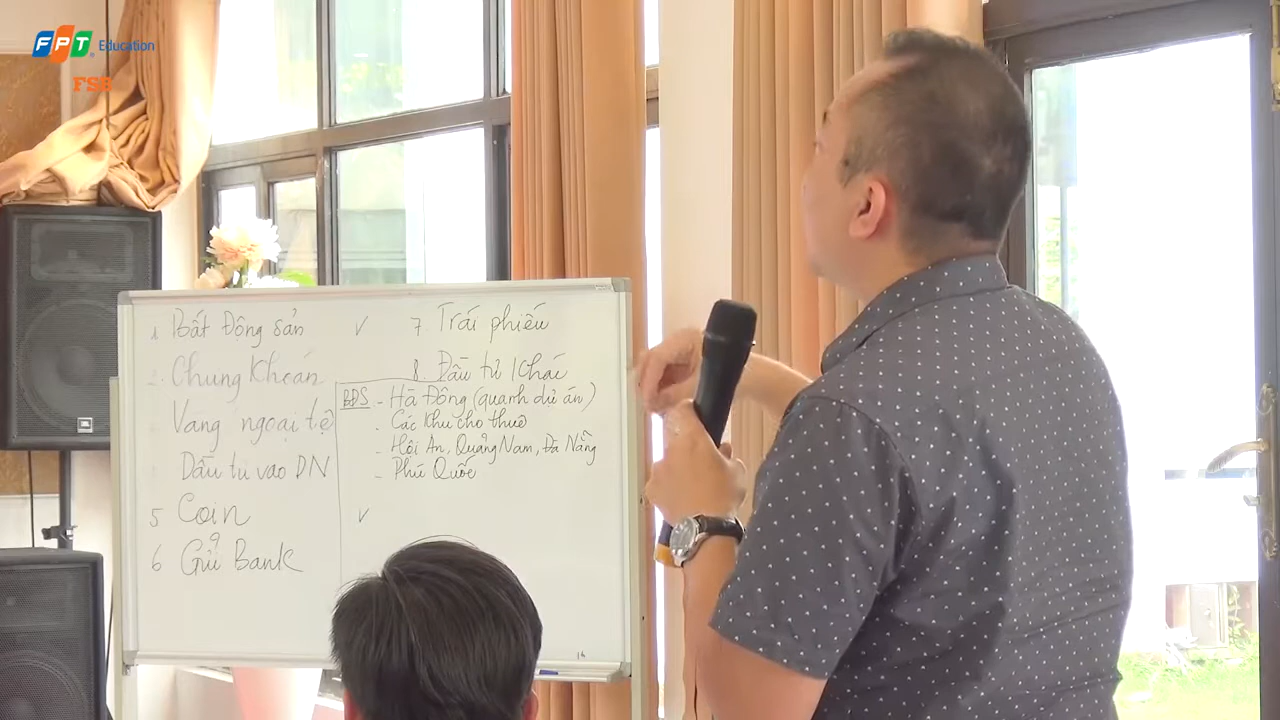 FPT Education
FSB
1 Bất Động sản V
2. Chứng Khoán
Vàng ngoại tệ
Đầu tư vào DN
5 Coin V
6 Gửi Bank
7. Trái phiếu
8. Đầu tư Khác
BĐS - Hà Đông (quanh dự án)
- Các khu cho thuê
- Hội An, Quảng Nam, Đà Nẵng
- Phú Quốc
JBL